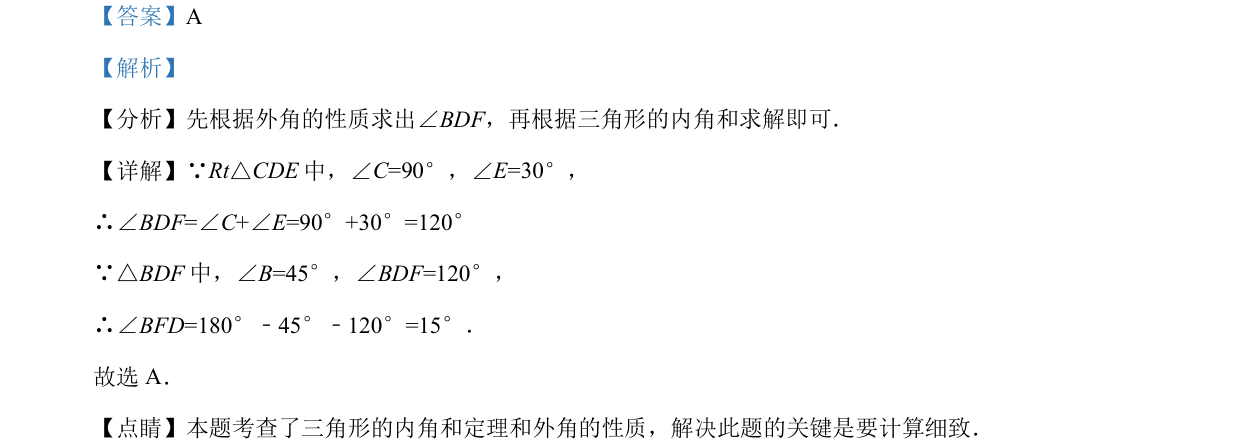 【答案】A
【解析】
【分析】先根据外角的性质求出∠BDF，再根据三角形的内角和求解即可．
【详解】∵Rt△CDE 中，∠C=90°，∠E=30°，
∴∠BDF=∠C+∠E=90°+30°=120°
∵△BDF 中，∠B=45°，∠BDF=120°，
∴∠BFD=180°﹣45°﹣120°=15°．
故选 A．
【点睛】本题考查了三角形的内角和定理和外角的性质，解决此题的关键是要计算细致．